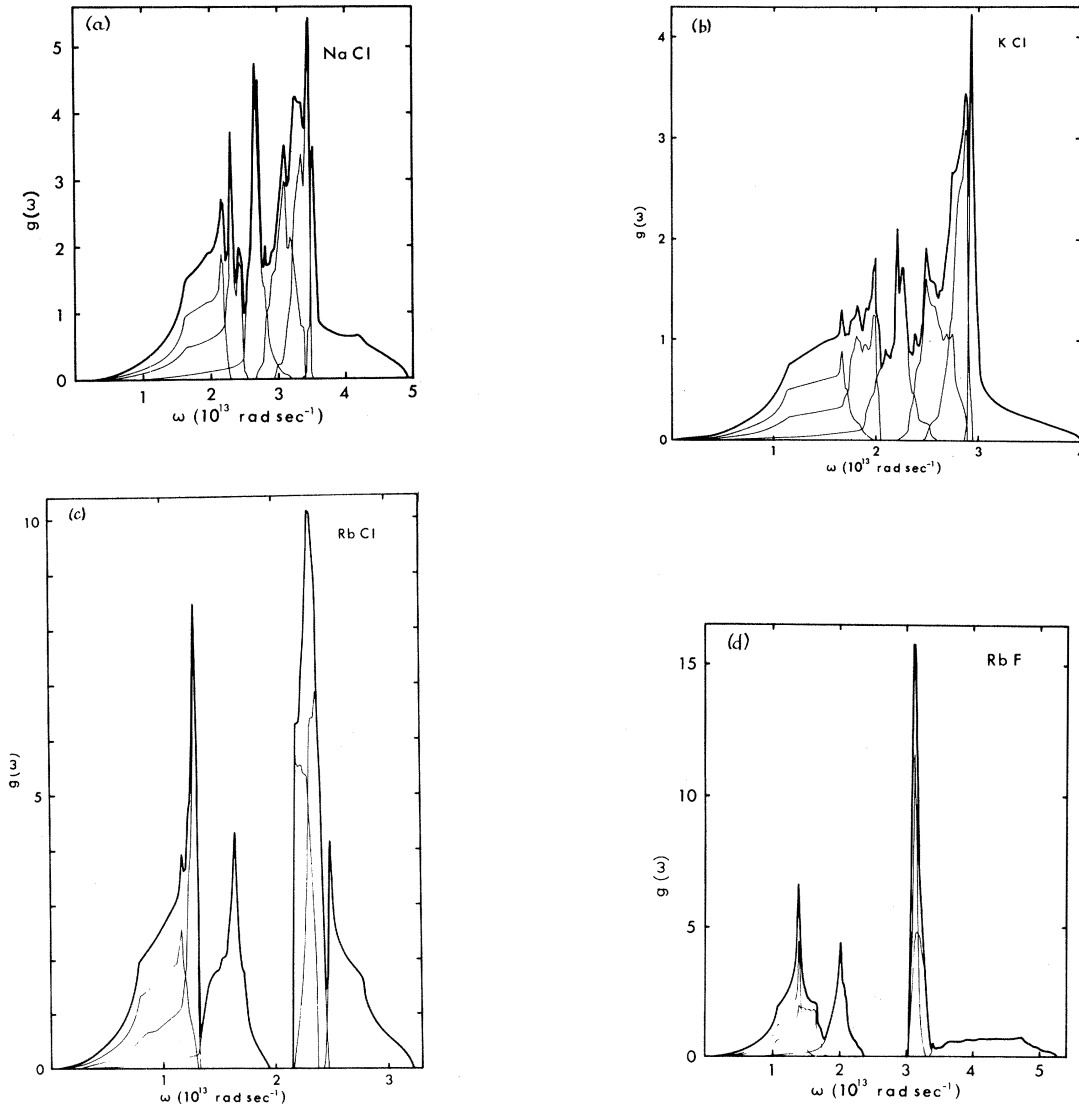 (a)
Na Cl
5
4
3
2
1
0
g(ω)
1 2 3 4 5
ω (10¹³ rad sec⁻¹)
(b)
K Cl
4
3
2
1
0
g(ω)
1 2 3 4
ω (10¹³ rad sec⁻¹)
(c)
Rb Cl
10
5
0
g(ω)
1 2 3
ω (10¹³ rad sec⁻¹)
(d)
Rb F
15
10
5
0
g(ω)
1 2 3 4 5
ω (10¹³ rad sec⁻¹)